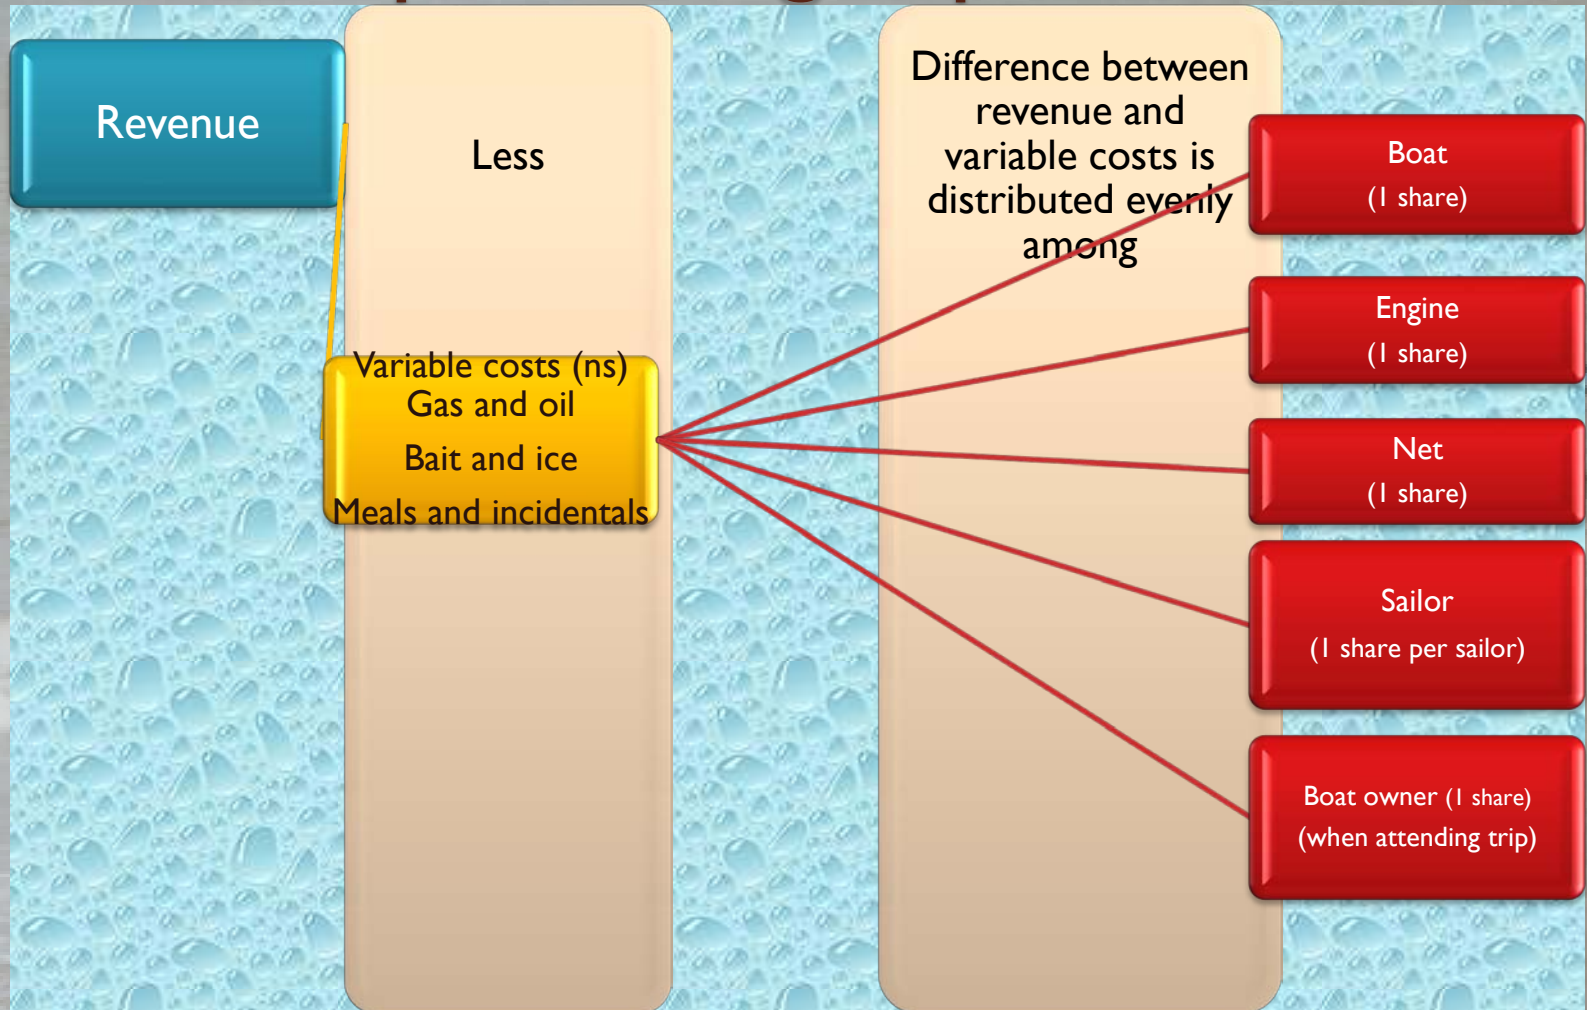 Revenue
Less
Variable costs (ns)
Gas and oil
Bait and ice
Meals and incidentals
Difference between
revenue and
variable costs is
distributed evenly
among
Boat
(1 share)
Engine
(1 share)
Net
(1 share)
Sailor
(1 share per sailor)
Boat owner (1 share)
(when attending trip)